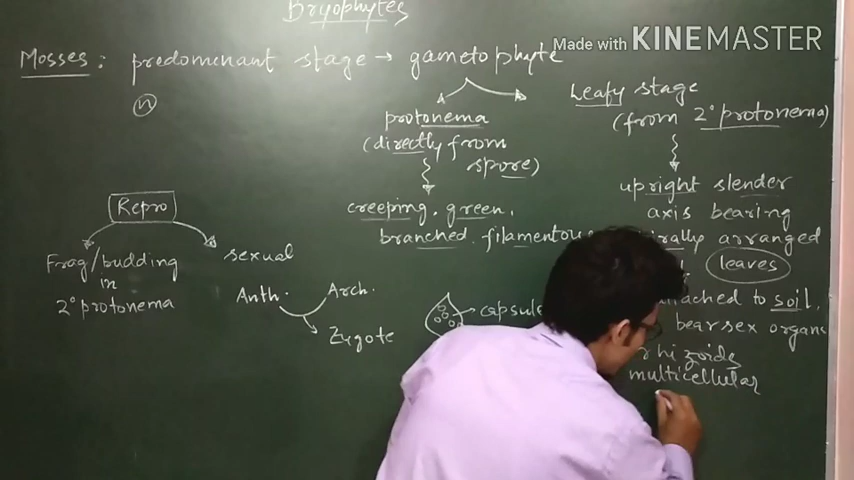 Bryophytes
Made with KINEMASTER
Mosses: predominant stage → gametophyte
(n)
protonema
(directly from
spore)
creeping, green,
branched, filamentous
Leafy stage
(from 2° protonema)
upright slender
axis bearing
arranged
leaves
attached to soil,
bear sex organs
rhizoids
multicellular
Repro
Frag/budding
in
2° protonema
sexual
Anth. Arch.
Zygote
capsule